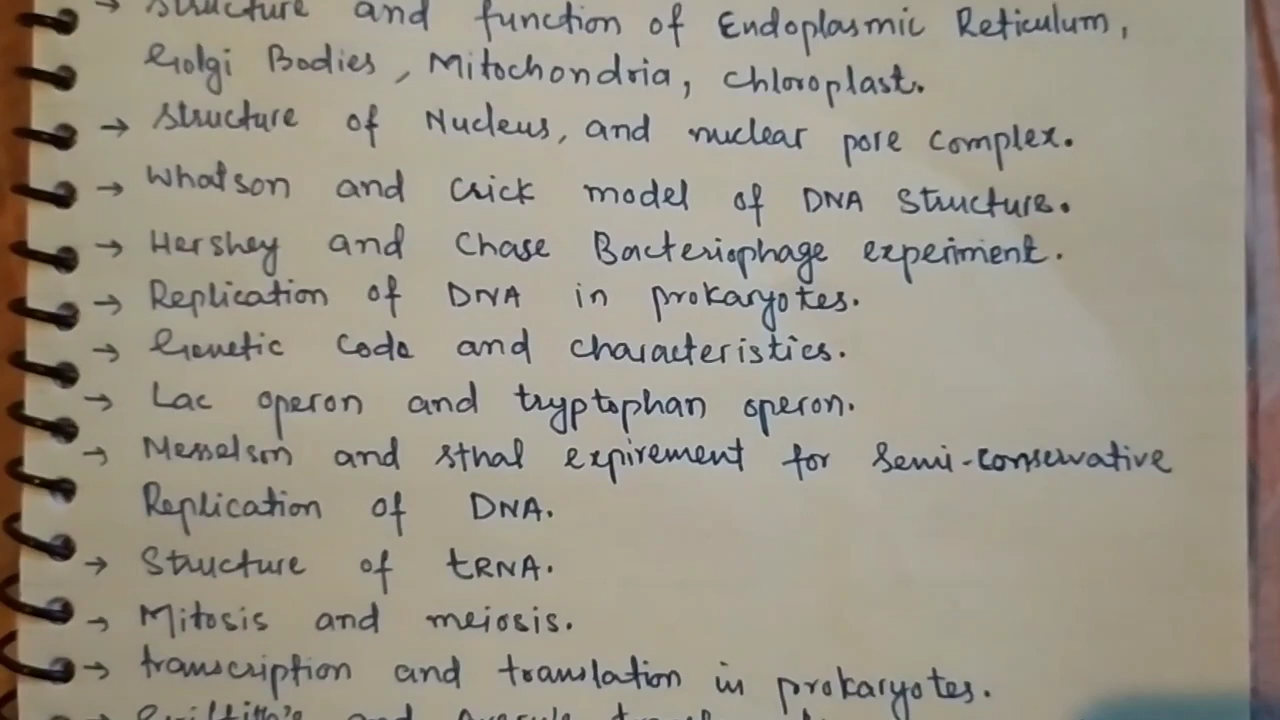 → Structure and function of Endoplasmic Reticulum,
Golgi Bodies, Mitochondria, Chloroplast.
→ Structure of Nucleus, and nuclear pore complex.
→ Whatson and Crick model of DNA Structure.
→ Hershey and Chase Bacteriophage experiment.
→ Replication of DNA in prokaryotes.
→ Genetic Code and characteristics.
→ Lac operon and tryptophan operon.
→ Messelson and sthal expirement for Semi-conservative
Replication of DNA.
→ Structure of tRNA.
→ Mitosis and meiosis.
→ transcription and translation in prokaryotes.
→ and